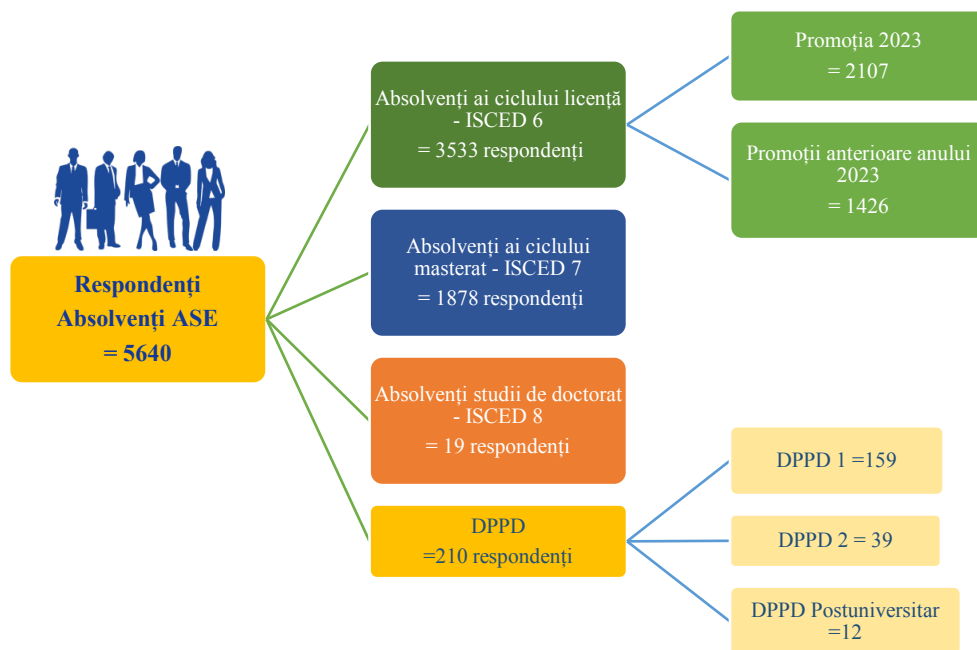 Respondenți
Absolvenți ASE
= 5640
Absolvenți ai ciclului licență
- ISCED 6
= 3533 respondenți
Promoția 2023
= 2107
Promoții anterioare anului
2023
= 1426
Absolvenți ai ciclului
masterat - ISCED 7
= 1878 respondenți
Absolvenți studii de doctorat
- ISCED 8
= 19 respondenți
DPPD
=210 respondenți
DPPD 1 =159
DPPD 2 = 39
DPPD Postuniversitar
=12